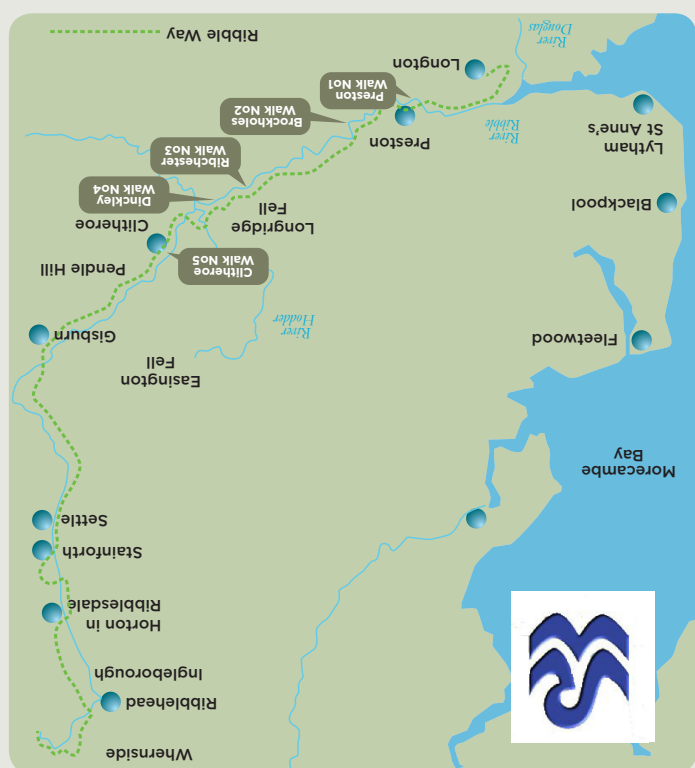 Whernside
Ribblehead
Ingleborough
Horton in
Ribblesdale
Stainforth
Settle
Morecambe
Bay
Easington
Fell
Fleetwood
Gisburn
River
Hodder
Pendle Hill
Clitheroe
Walk No5
Clitheroe
Longridge
Fell
Blackpool
Dinckley
Walk No4
Ribchester
Walk No3
Lytham
St Anne's
Preston
River
Ribble
Brockholes
Walk No2
Preston
Walk No1
Longton
River
Douglas
Ribble Way